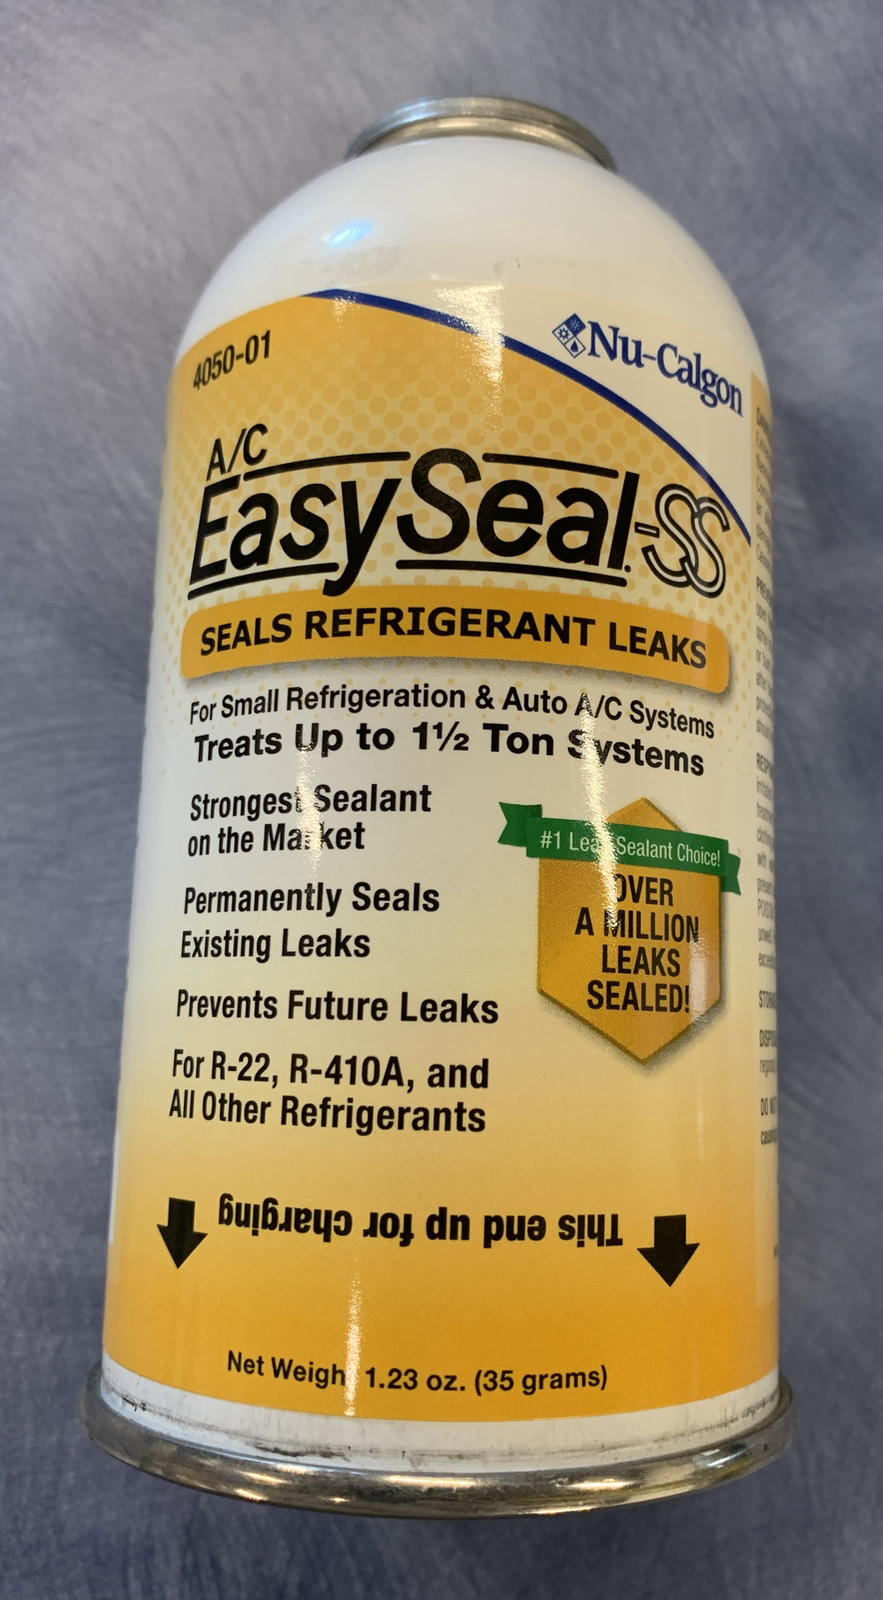 4050-01
Nu-Calgon
A/C
EasySeal-SS
SEALS REFRIGERANT LEAKS
For Small Refrigeration & Auto A/C Systems
Treats Up to 1½ Ton Systems
Strongest Sealant
on the Market
#1 Leak Sealant Choice!
OVER
A MILLION
LEAKS
SEALED!
Permanently Seals
Existing Leaks
Prevents Future Leaks
For R-22, R-410A, and
All Other Refrigerants
This end up for charging
Net Weight 1.23 oz. (35 grams)